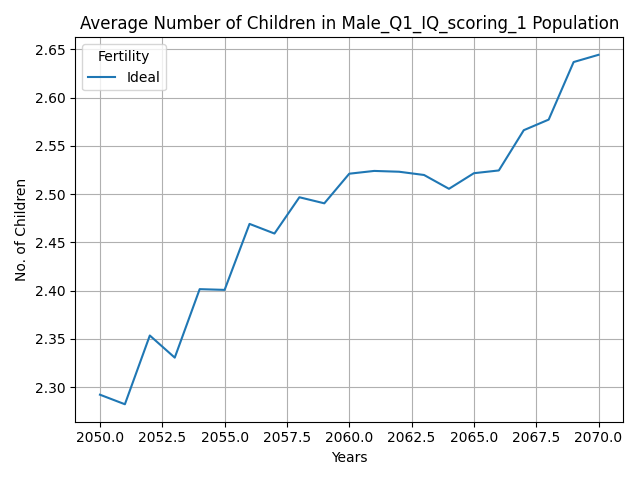 Average Number of Children in Male_Q1_IQ_scoring_1 Population
Fertility
Ideal
No. of Children
2.65
2.60
2.55
2.50
2.45
2.40
2.35
2.30
2050.0 2052.5 2055.0 2057.5 2060.0 2062.5 2065.0 2067.5 2070.0
Years